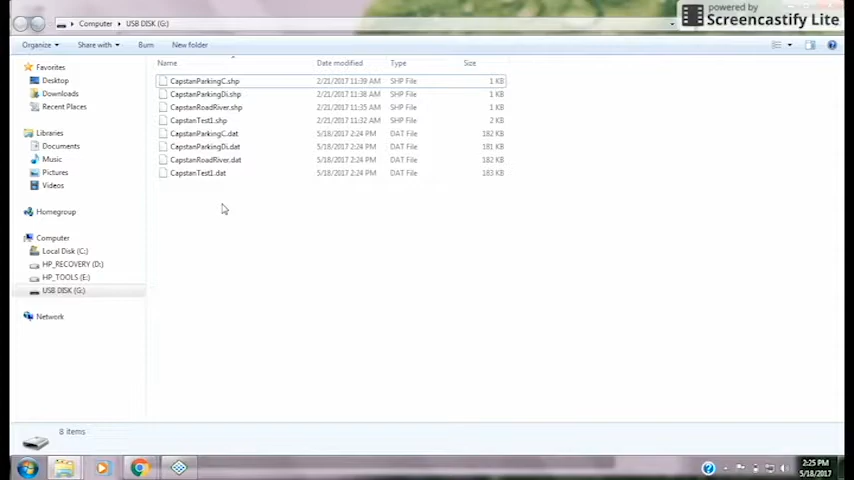 powered by
Screencastify Lite
Computer USB DISK (G:)
Organize Share with Burn New folder
Name Date modified Type Size
Favorites
Desktop
Downloads
Recent Places
Libraries
Documents
Music
Pictures
Videos
Homegroup
Computer
Local Disk (C:)
HP_RECOVERY (D:)
HP_TOOLS (E:)
USB DISK (G:)
Network
CapstanParkingC.shp 2/21/2017 11:39 AM SHP File 1 KB
CapstanParkingDi.shp 2/21/2017 11:38 AM SHP File 1 KB
CapstanRoadRiver.shp 2/21/2017 11:35 AM SHP File 1 KB
CapstanTest1.shp 2/21/2017 11:32 AM SHP File 2 KB
CapstanParkingC.dat 5/18/2017 2:24 PM DAT File 182 KB
CapstanParkingDi.dat 5/18/2017 2:24 PM DAT File 181 KB
CapstanRoadRiver.dat 5/18/2017 2:24 PM DAT File 182 KB
CapstanTest1.dat 5/18/2017 2:24 PM DAT File 183 KB
8 items
2:25 PM
5/18/2017